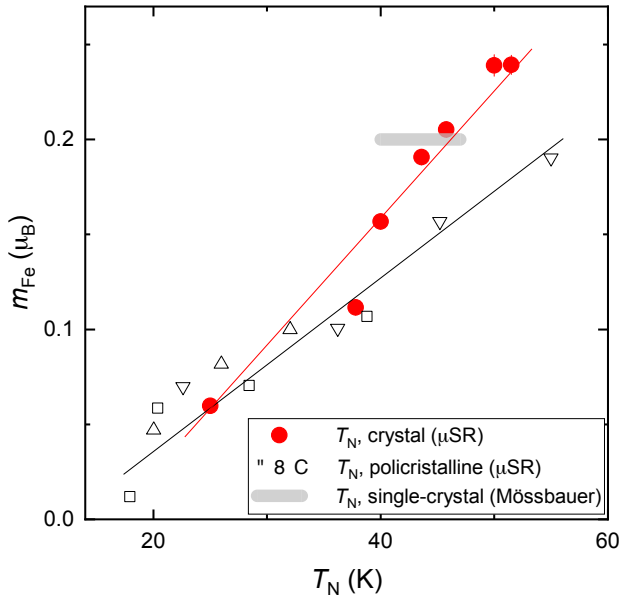 0.2
0.1
0.0
m_Fe (μ_B)
20
40
60
T_N (K)
T_N, crystal (μSR)
" 8 C T_N, policristalline (μSR)
T_N, single-crystal (Mössbauer)